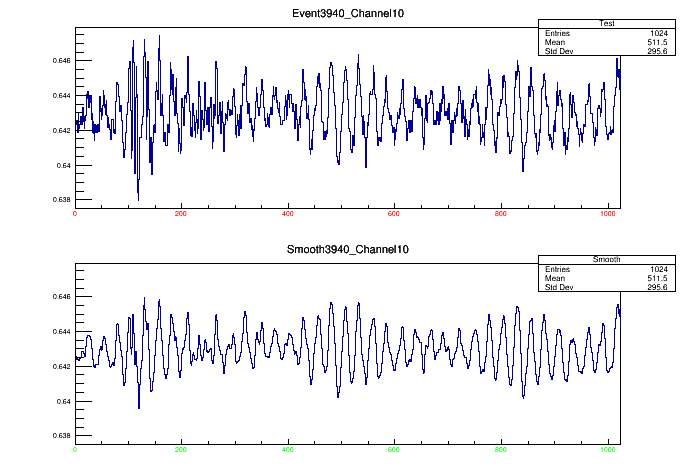 Event3940_Channel10
Test
Entries 1024
Mean 511.5
Std Dev 295.6
0.646
0.644
0.642
0.64
0.638
0 200 400 600 800 1000
Smooth3940_Channel10
Smooth
Entries 1024
Mean 511.5
Std Dev 295.6
0.646
0.644
0.642
0.64
0.638
0 200 400 600 800 1000